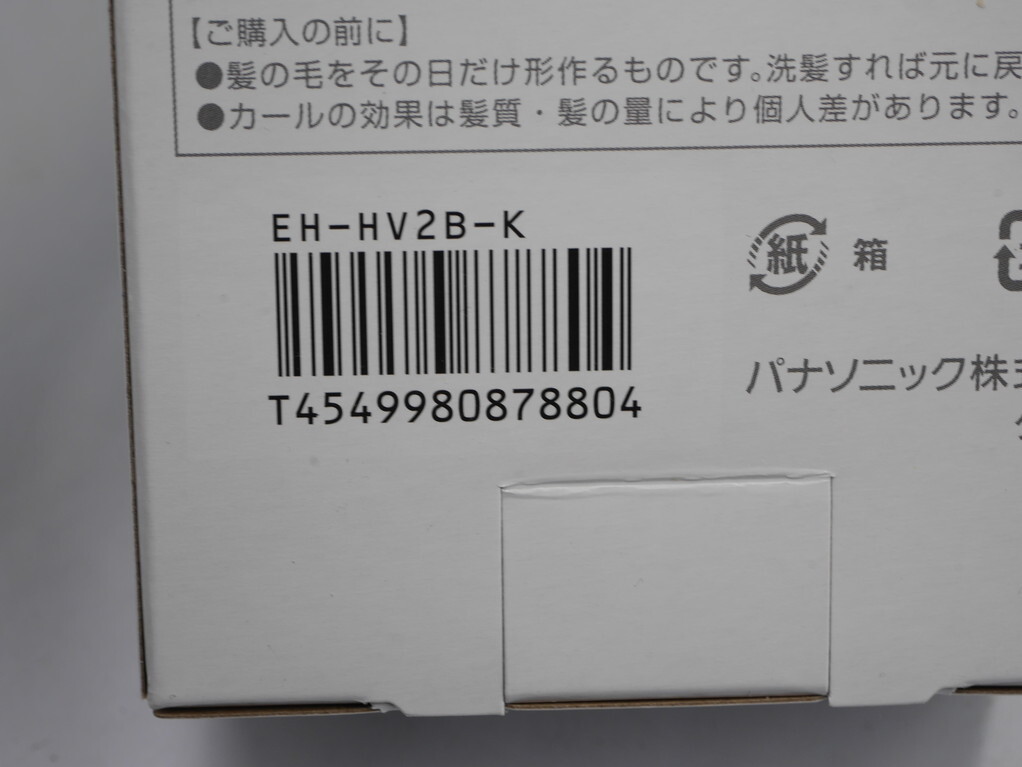 【ご購入の前に】
●髪の毛をその日だけ形作るものです。洗髪すれば元に戻
●カールの効果は髪質・髪の量により個人差があります。
EH-HV2B-K
T4549980878804
紙 箱
パナソニック株式